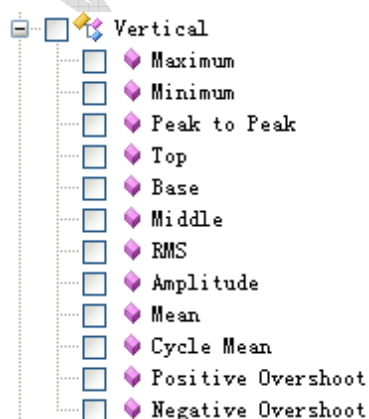 Vertical
Maximum
Minimum
Peak to Peak
Top
Base
Middle
RMS
Amplitude
Mean
Cycle Mean
Positive Overshoot
Negative Overshoot